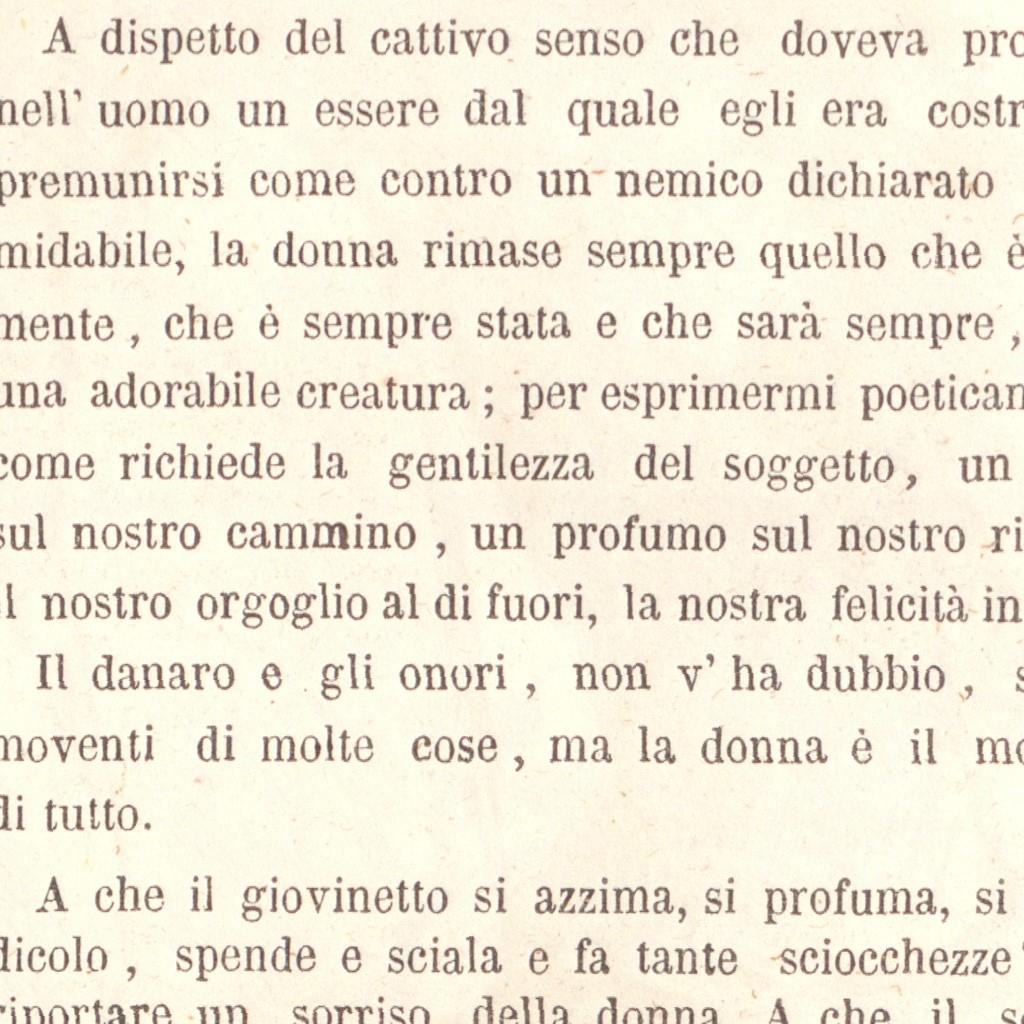 A dispetto del cattivo senso che doveva pro
nell' uomo un essere dal quale egli era costr
premunirsi come contro un nemico dichiarato
midabile, la donna rimase sempre quello che è
mente, che è sempre stata e che sarà sempre,
una adorabile creatura; per esprimermi poetican
come richiede la gentilezza del soggetto, un
sul nostro cammino, un profumo sul nostro ri
il nostro orgoglio al di fuori, la nostra felicità in
Il danaro e gli onori, non v' ha dubbio, s
moventi di molte cose, ma la donna è il mo
di tutto.
A che il giovinetto si azzima, si profuma, si
dicolo, spende e sciala e fa tante sciocchezze?
riportare un sorriso della donna A che il se